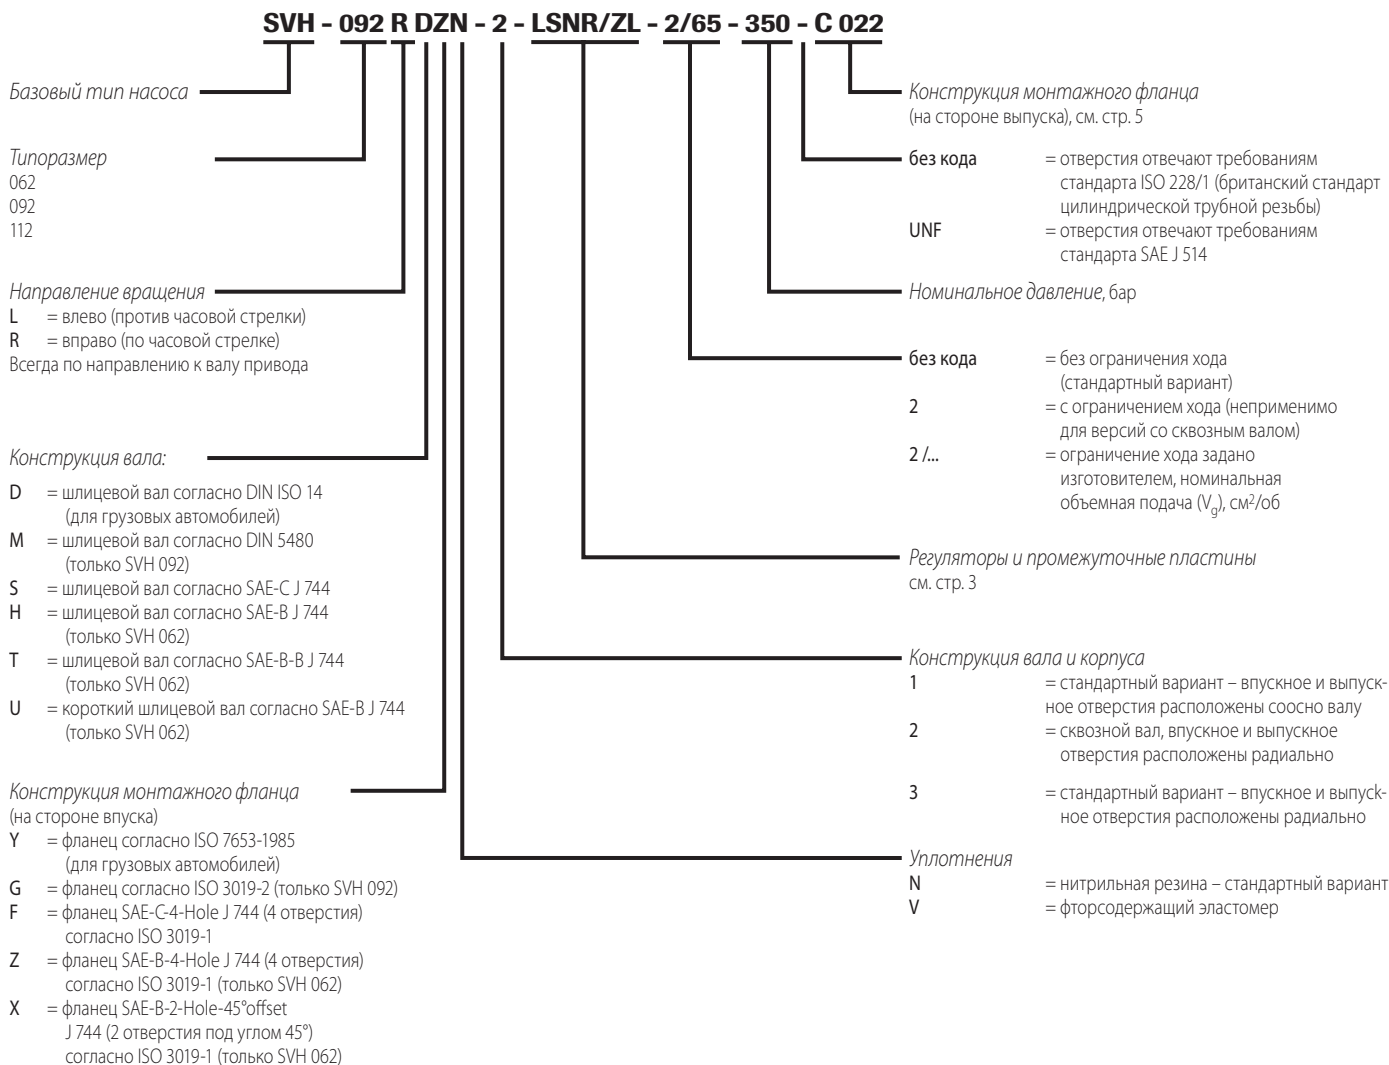 SVH - 092 R DZN - 2 - LSNR/ZL - 2/65 - 350 - C 022
Базовый тип насоса
Типоразмер
062
092
112
Направление вращения
L = влево (против часовой стрелки)
R = вправо (по часовой стрелке)
Всегда по направлению к валу привода
Конструкция вала:
D = шлицевой вал согласно DIN ISO 14
(для грузовых автомобилей)
M = шлицевой вал согласно DIN 5480
(только SVH 092)
S = шлицевой вал согласно SAE-C J 744
H = шлицевой вал согласно SAE-B J 744
(только SVH 062)
T = шлицевой вал согласно SAE-B-B J 744
(только SVH 062)
U = короткий шлицевой вал согласно SAE-B J 744
(только SVH 062)
Конструкция монтажного фланца
(на стороне впуска)
Y = фланец согласно ISO 7653-1985
(для грузовых автомобилей)
G = фланец согласно ISO 3019-2 (только SVH 092)
F = фланец SAE-C-4-Hole J 744 (4 отверстия)
согласно ISO 3019-1
Z = фланец SAE-B-4-Hole J 744 (4 отверстия)
согласно ISO 3019-1 (только SVH 062)
X = фланец SAE-B-2-Hole-45°offset
J 744 (2 отверстия под углом 45°)
согласно ISO 3019-1 (только SVH 062)
Конструкция монтажного фланца
(на стороне выпуска), см. стр. 5
без кода = отверстия отвечают требованиям
стандарта ISO 228/1 (британский стандарт
цилиндрической трубной резьбы)
UNF = отверстия отвечают требованиям
стандарта SAE J 514
Номинальное давление, бар
без кода = без ограничения хода
(стандартный вариант)
2 = с ограничением хода (неприменимо
для версий со сквозным валом)
2 /... = ограничение хода задано
изготовителем, номинальная
объемная подача (Vg), см²/об
Регуляторы и промежуточные пластины
см. стр. 3
Конструкция вала и корпуса
1 = стандартный вариант – впускное и выпуск-
ное отверстия расположены соосно валу
2 = сквозной вал, впускное и выпускное
отверстия расположены радиально
3 = стандартный вариант – впускное и выпуск-
ное отверстия расположены радиально
Уплотнения
N = нитрильная резина – стандартный вариант
V = фторсодержащий эластомер